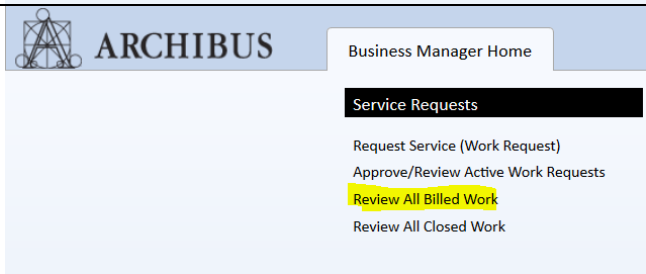 ARCHIBUS
Business Manager Home
Service Requests
Request Service (Work Request)
Approve/Review Active Work Requests
Review All Billed Work
Review All Closed Work